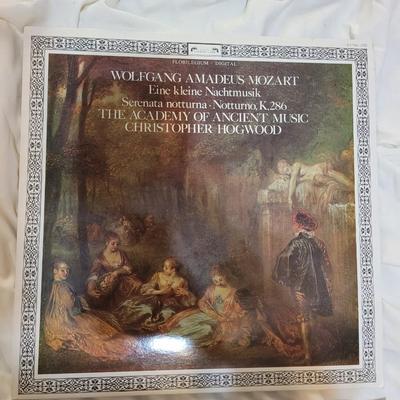 FLORILEGIUM · DIGITAL
WOLFGANG AMADEUS MOZART
Eine kleine Nachtmusik
Serenata notturna · Notturno, K.286
THE ACADEMY OF ANCIENT MUSIC
CHRISTOPHER HOGWOOD